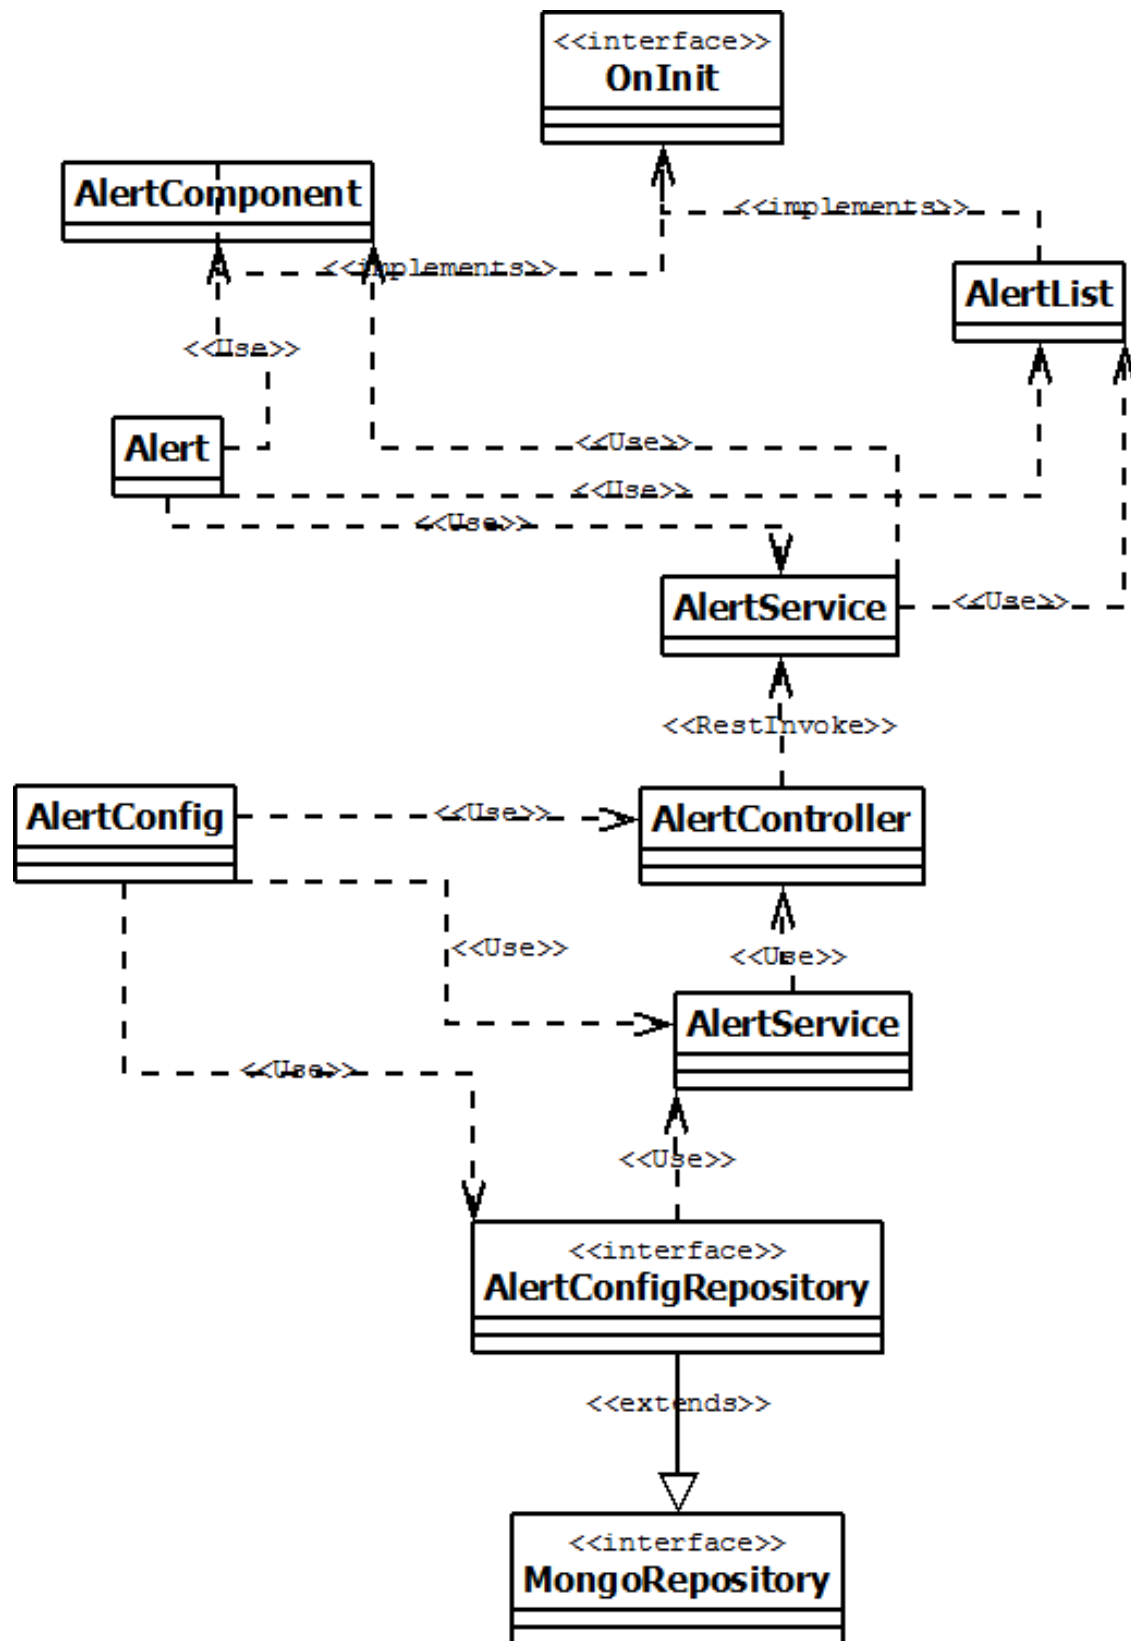 <<interface>>
OnInit
AlertComponent
<<implements>>
<<implements>>
AlertList
<<Use>>
Alert
<<Use>>
<<Use>>
<<Use>>
AlertService
<<Use>>
<<RestInvoke>>
AlertConfig
<<Use>>
AlertController
<<Use>>
<<Use>>
AlertService
<<Use>>
<<Use>>
<<interface>>
AlertConfigRepository
<<extends>>
<<interface>>
MongoRepository